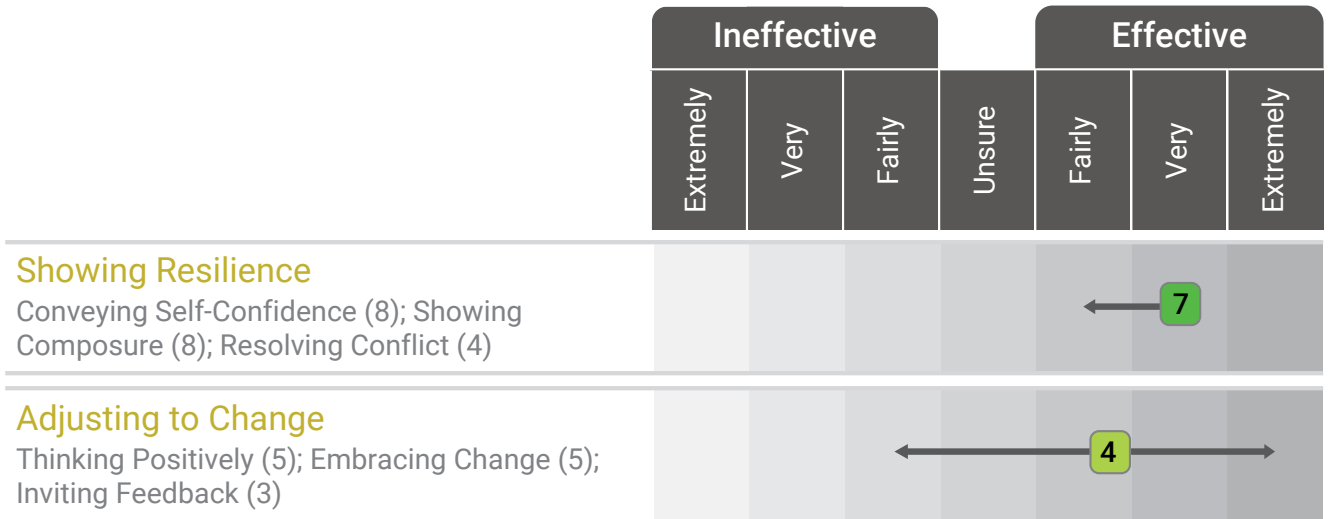 Ineffective
Effective
Extremely
Very
Fairly
Unsure
Fairly
Very
Extremely
Showing Resilience
Conveying Self-Confidence (8); Showing
Composure (8); Resolving Conflict (4)
7
Adjusting to Change
Thinking Positively (5); Embracing Change (5);
Inviting Feedback (3)
4